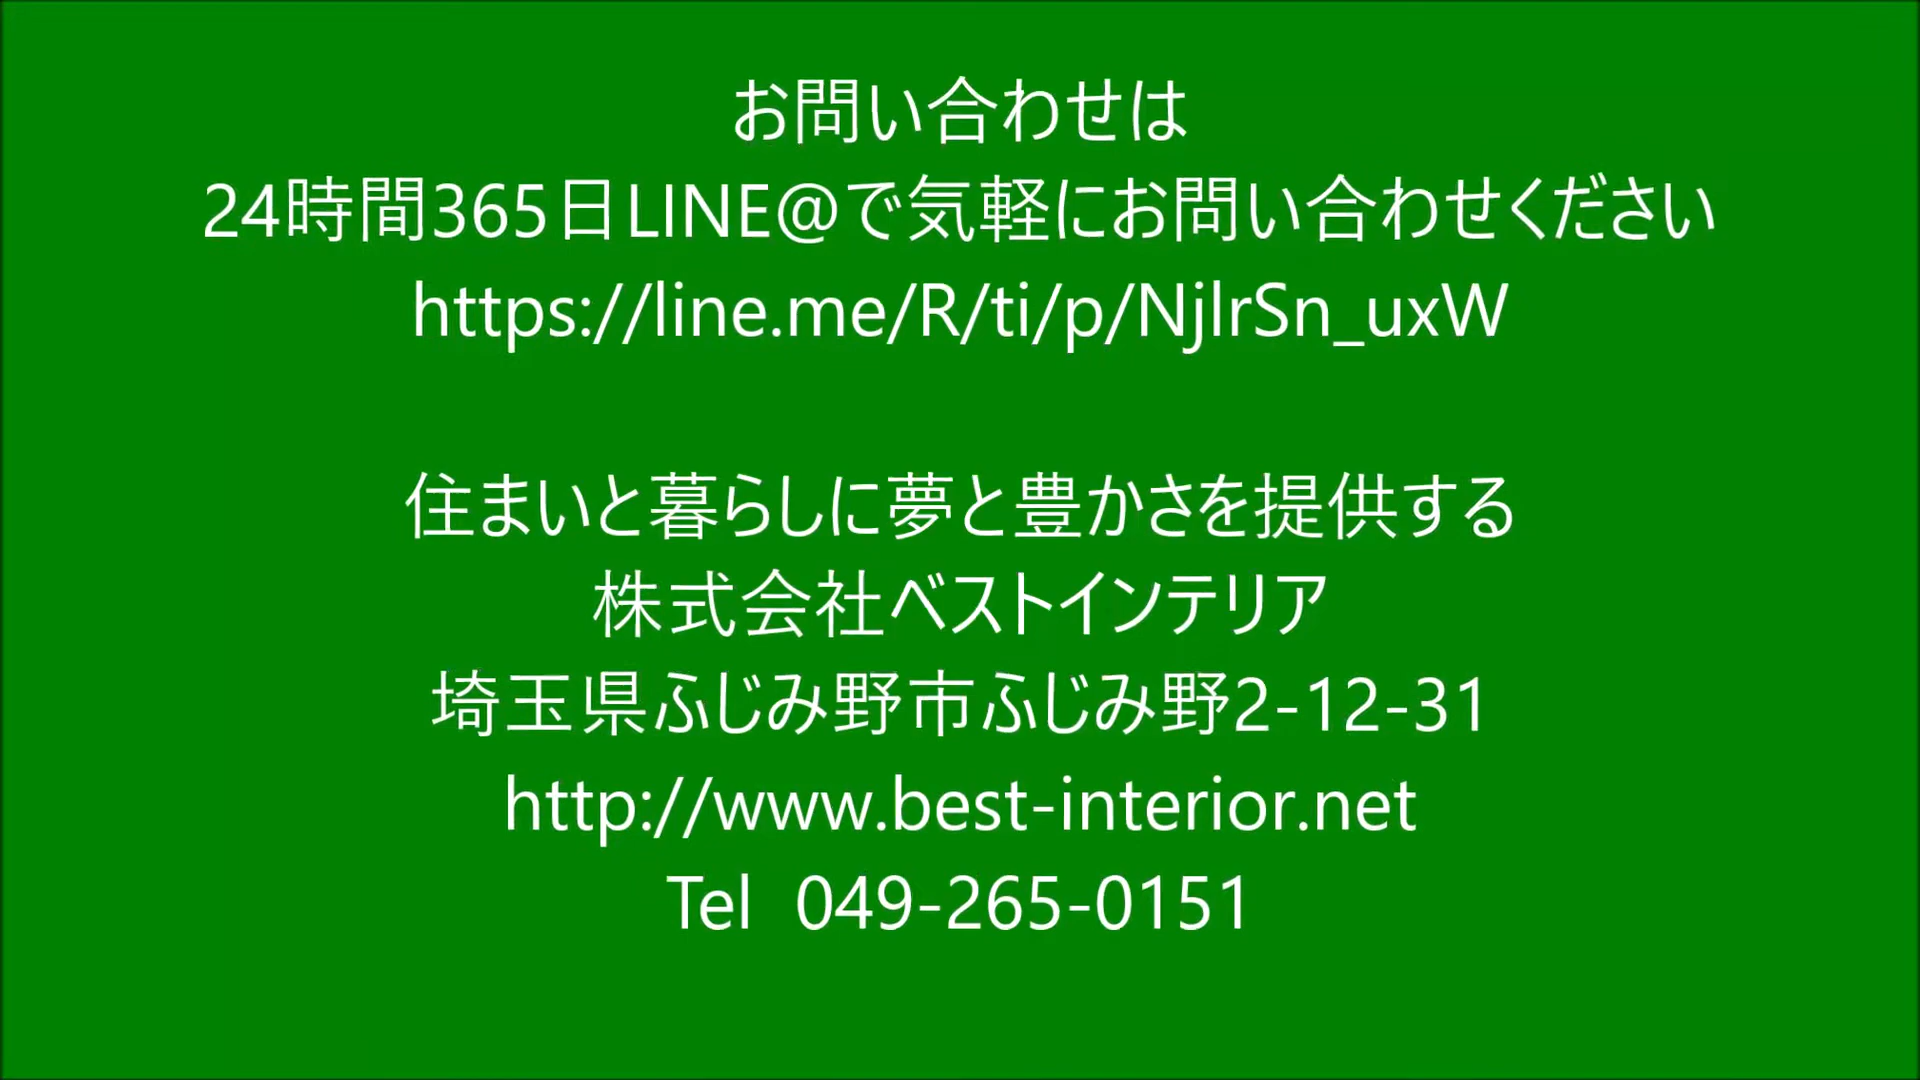 お問い合わせは
24時間365日LINE@で気軽にお問い合わせください
https://line.me/R/ti/p/NjlrSn_uxW
住まいと暮らしに夢と豊かさを提供する
株式会社ベストインテリア
埼玉県ふじみ野市ふじみ野2-12-31
http://www.best-interior.net
Tel 049-265-0151